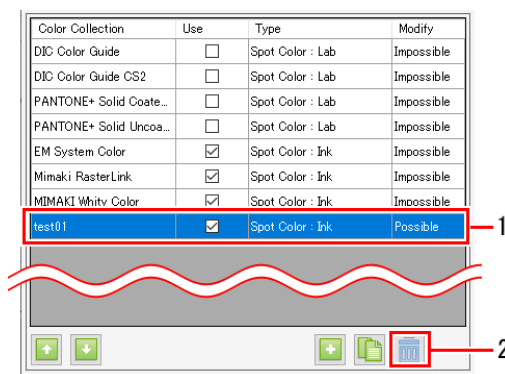 Color Collection Use Type Modify
DIC Color Guide Spot Color : Lab Impossible
DIC Color Guide CS2 Spot Color : Lab Impossible
PANTONE+ Solid Coate... Spot Color : Lab Impossible
PANTONE+ Solid Uncoa... Spot Color : Lab Impossible
EM System Color Spot Color : Ink Impossible
Mimaki RasterLink Spot Color : Ink Impossible
MIMAKI Whity Color Spot Color : Ink Impossible
test01 Spot Color : Ink Possible 1
2